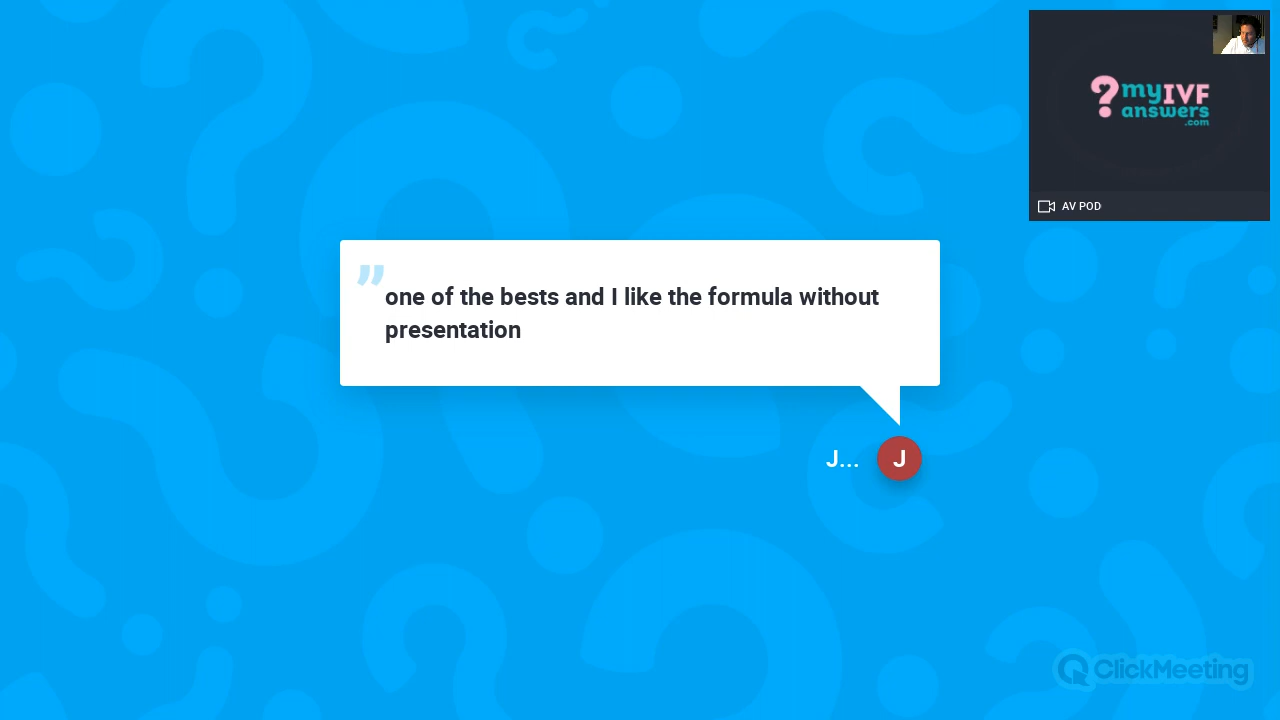 ?myIVF
answers
.com
AV POD
” one of the bests and I like the formula without
presentation
J... J
ClickMeeting